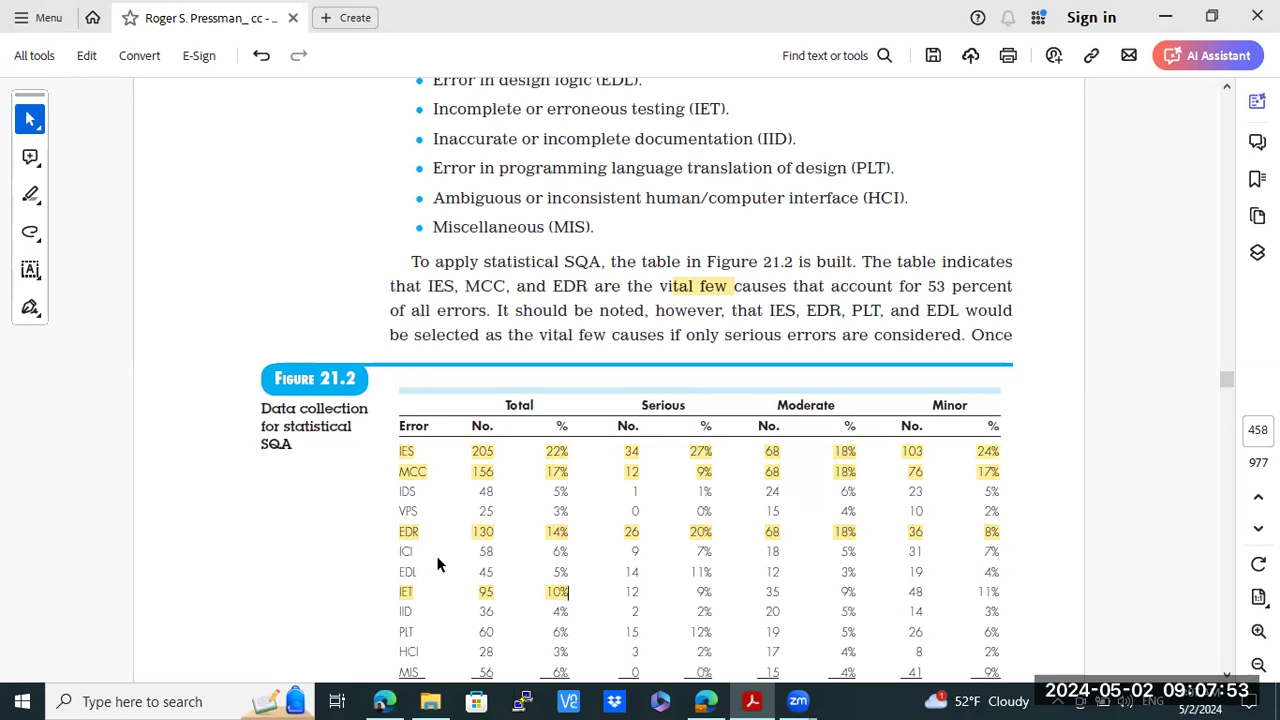 Menu
Roger S. Pressman_ cc - ...
Create
Sign in
All tools Edit Convert E-Sign
Find text or tools
AI Assistant
• Error in design logic (EDL).
• Incomplete or erroneous testing (IET).
• Inaccurate or incomplete documentation (IID).
• Error in programming language translation of design (PLT).
• Ambiguous or inconsistent human/computer interface (HCI).
• Miscellaneous (MIS).
To apply statistical SQA, the table in Figure 21.2 is built. The table indicates
that IES, MCC, and EDR are the vital few causes that account for 53 percent
of all errors. It should be noted, however, that IES, EDR, PLT, and EDL would
be selected as the vital few causes if only serious errors are considered. Once
FIGURE 21.2
Data collection
for statistical
SQA
Total Serious Moderate Minor
Error No. % No. % No. % No. %
IES 205 22% 34 27% 68 18% 103 24%
MCC 156 17% 12 9% 68 18% 76 17%
IDS 48 5% 1 1% 24 6% 23 5%
VPS 25 3% 0 0% 15 4% 10 2%
EDR 130 14% 26 20% 68 18% 36 8%
ICI 58 6% 9 7% 18 5% 31 7%
EDL 45 5% 14 11% 12 3% 19 4%
IET 95 10% 12 9% 35 9% 48 11%
IID 36 4% 2 2% 20 5% 14 3%
PLT 60 6% 15 12% 19 5% 26 6%
HCI 28 3% 3 2% 17 4% 8 2%
MIS 56 6% 0 0% 15 4% 41 9%
458
977
Type here to search
1
52°F Cloudy
2024-05-02 09:07:53
5/2/2024